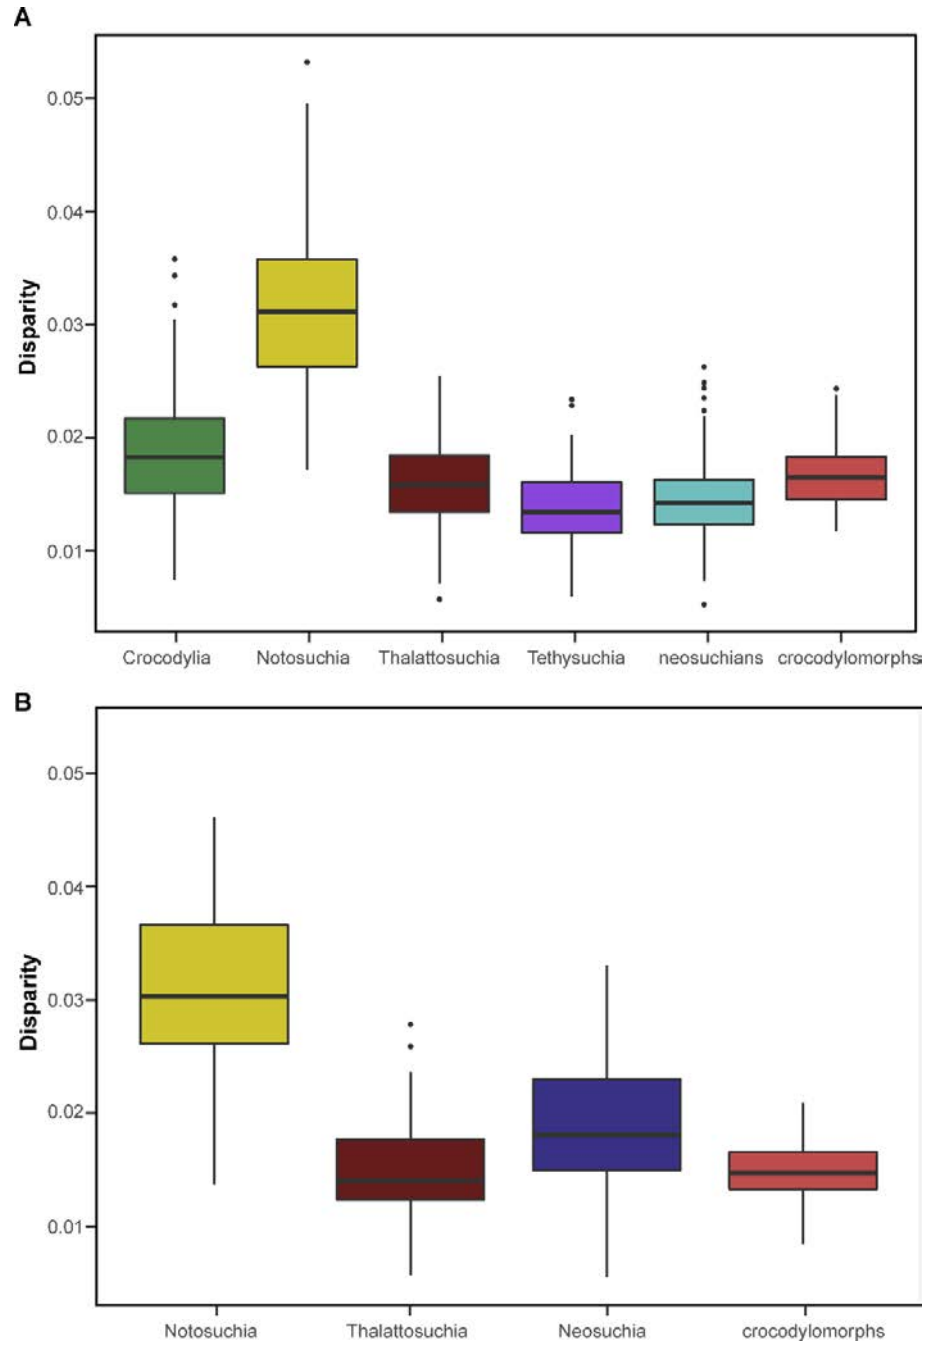 A
0.05
0.04
0.03
0.02
0.01
Disparity
Crocodylia Notosuchia Thalattosuchia Tethysuchia neosuchians crocodylomorphs
B
0.05
0.04
0.03
0.02
0.01
Disparity
Notosuchia Thalattosuchia Neosuchia crocodylomorphs